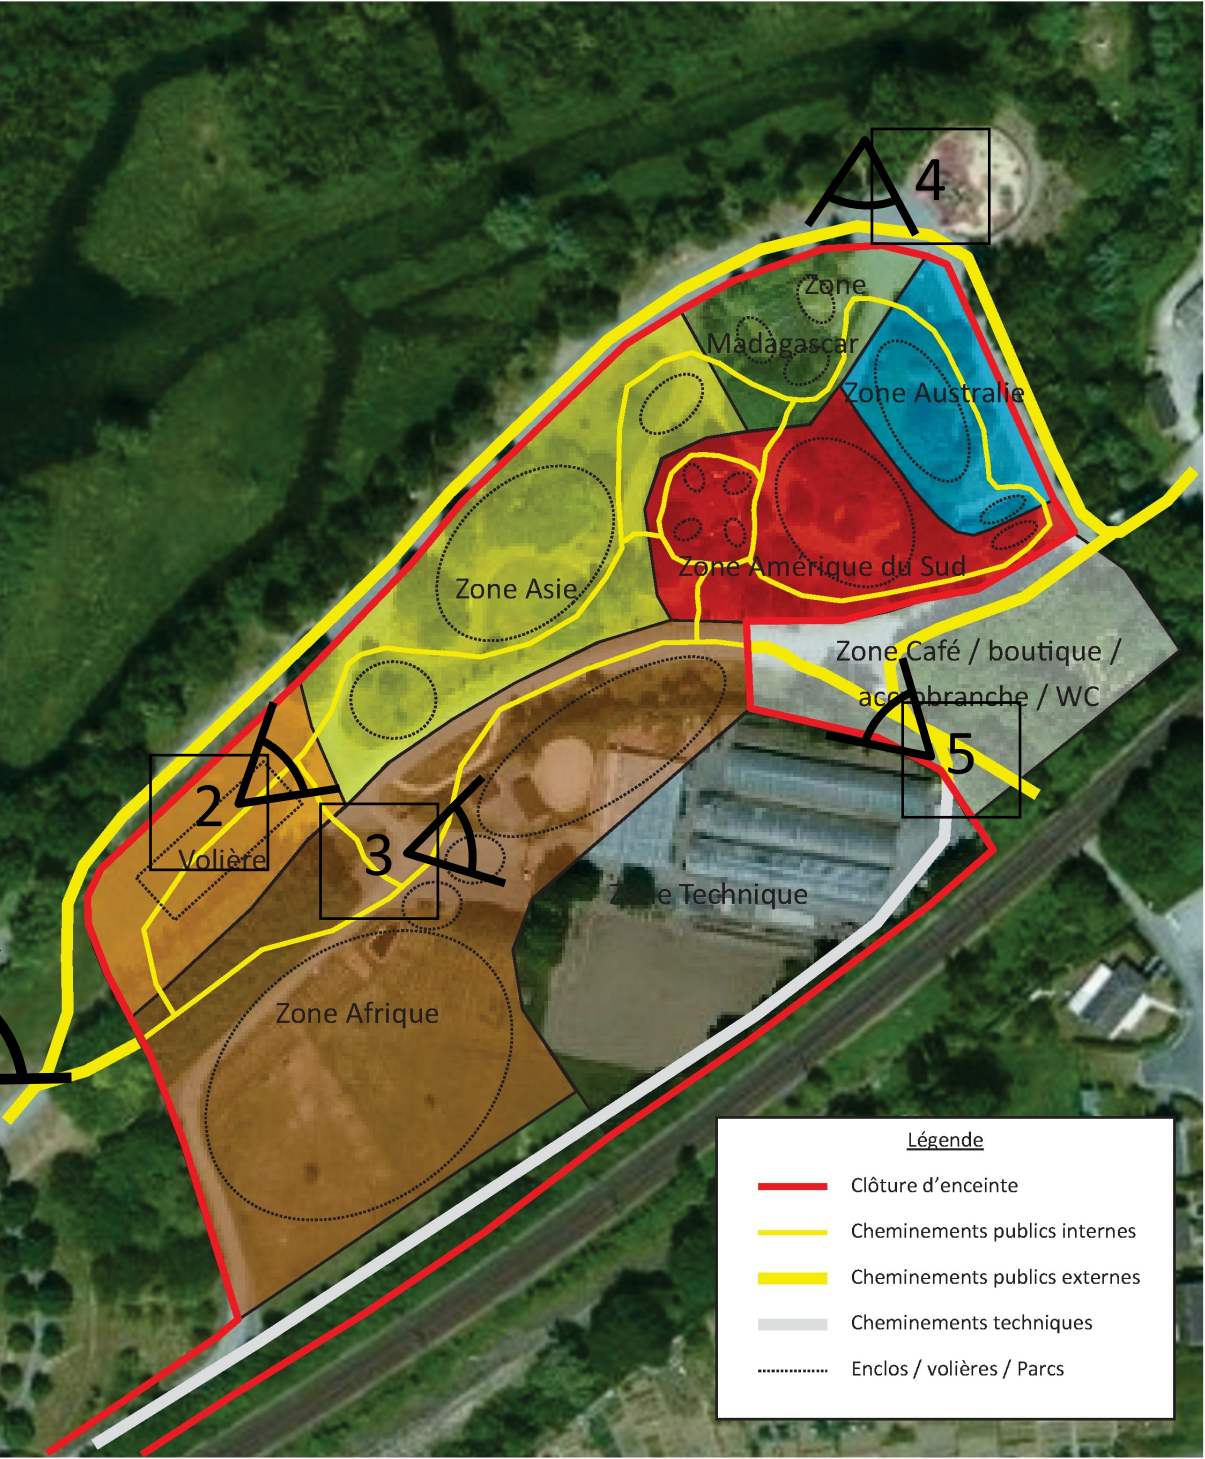 4
Zone
Madagascar
Zone Australie
Zone Amérique du Sud
Zone Asie
Zone Café / boutique /
accrobranche / WC
5
2
Volière
3
Zone Technique
Zone Afrique
Légende
Clôture d'enceinte
Cheminements publics internes
Cheminements publics externes
Cheminements techniques
Enclos / volières / Parcs